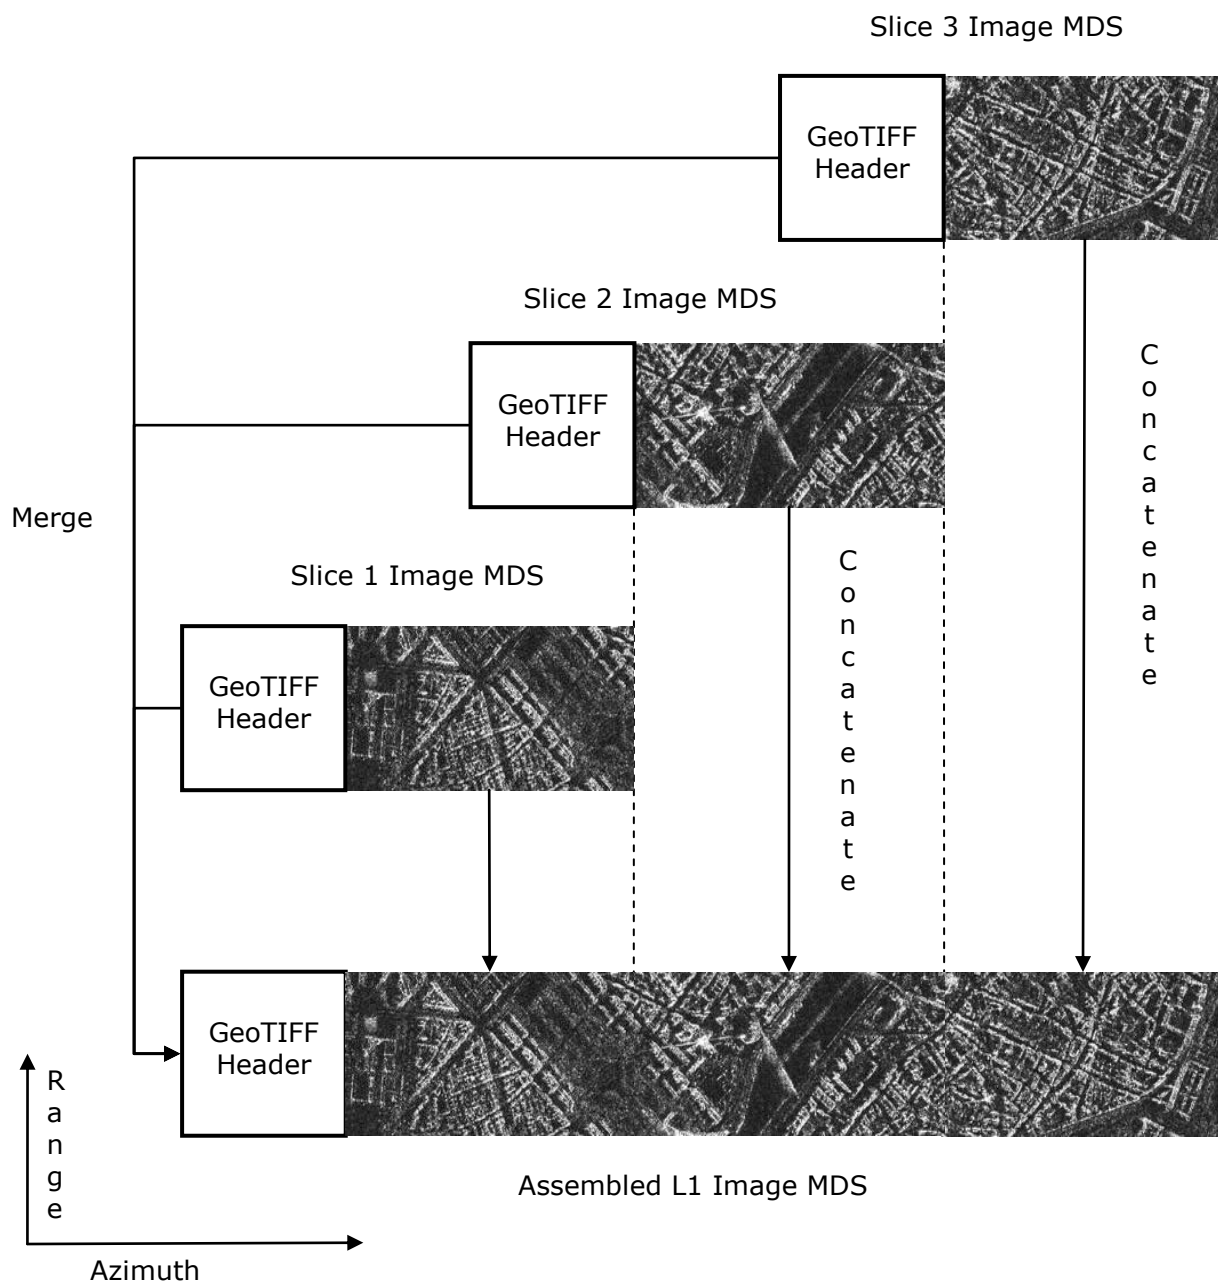 Slice 3 Image MDS
GeoTIFF
Header
Slice 2 Image MDS
GeoTIFF
Header
Concatenate
Merge
Slice 1 Image MDS
Concatenate
GeoTIFF
Header
GeoTIFF
Header
Range
Assembled L1 Image MDS
Azimuth